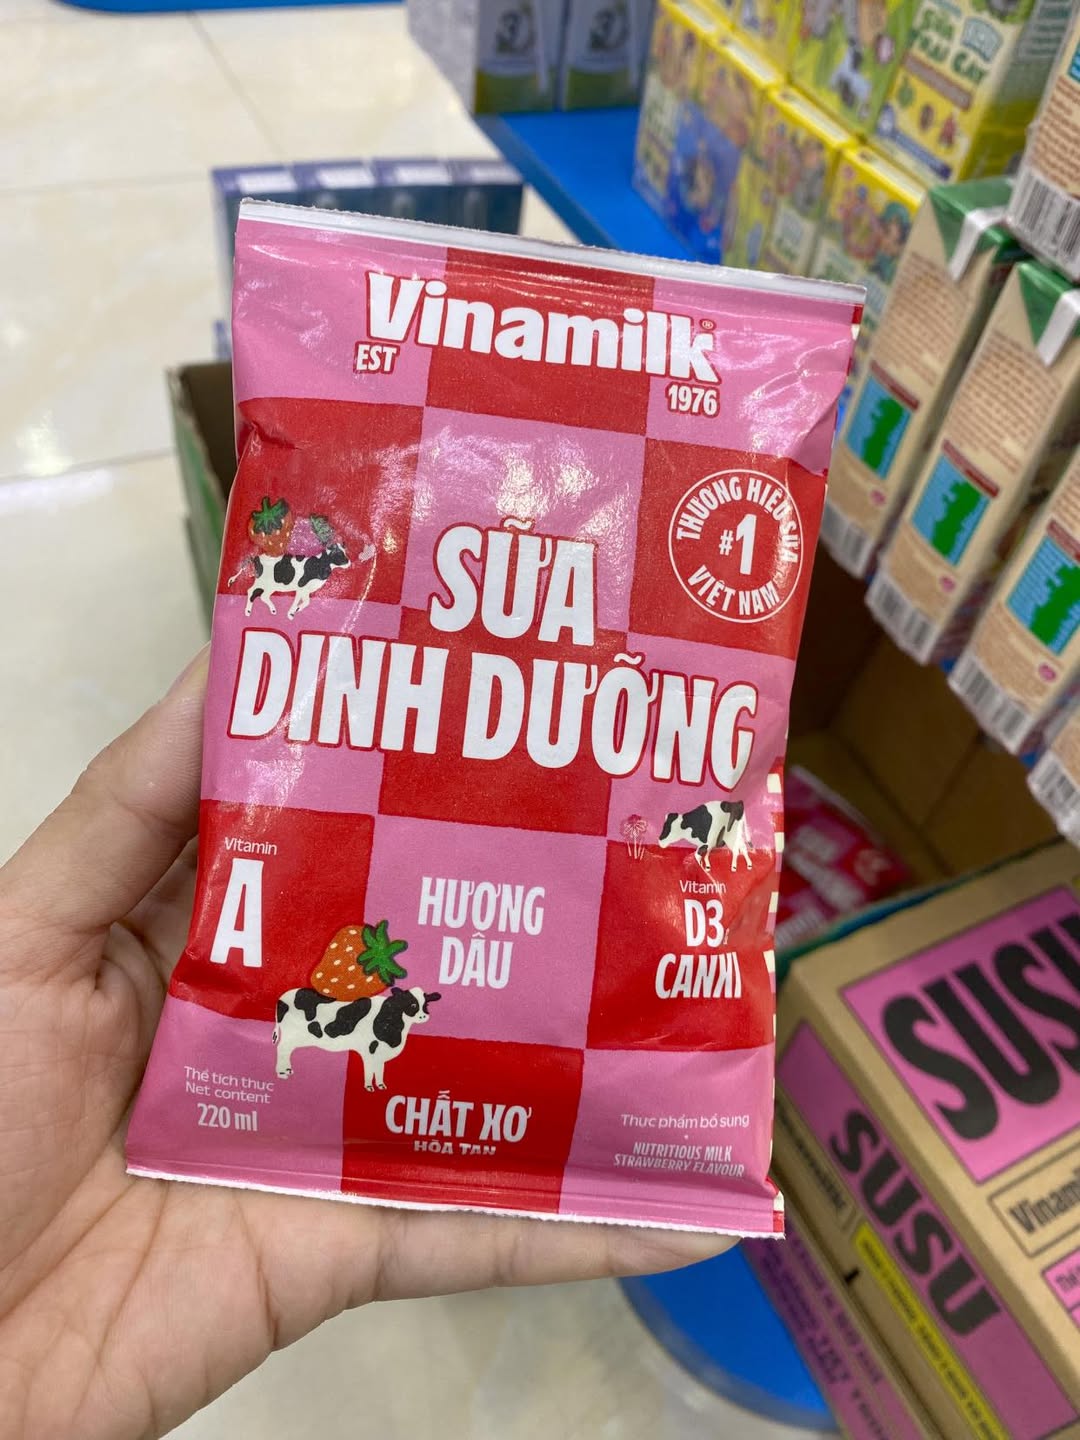 Vinamilk®
EST
1976
THƯƠNG HIỆU SỮA
#1
VIỆT NAM
SỮA
DINH DƯỠNG
Vitamin
A
HƯƠNG
DÂU
Vitamin
D3,
CANXI
Thể tích thực
Net content
220 ml
CHẤT XƠ
HÒA TAN
Thực phẩm bổ sung
NUTRITIOUS MILK
STRAWBERRY FLAVOUR
SUSU